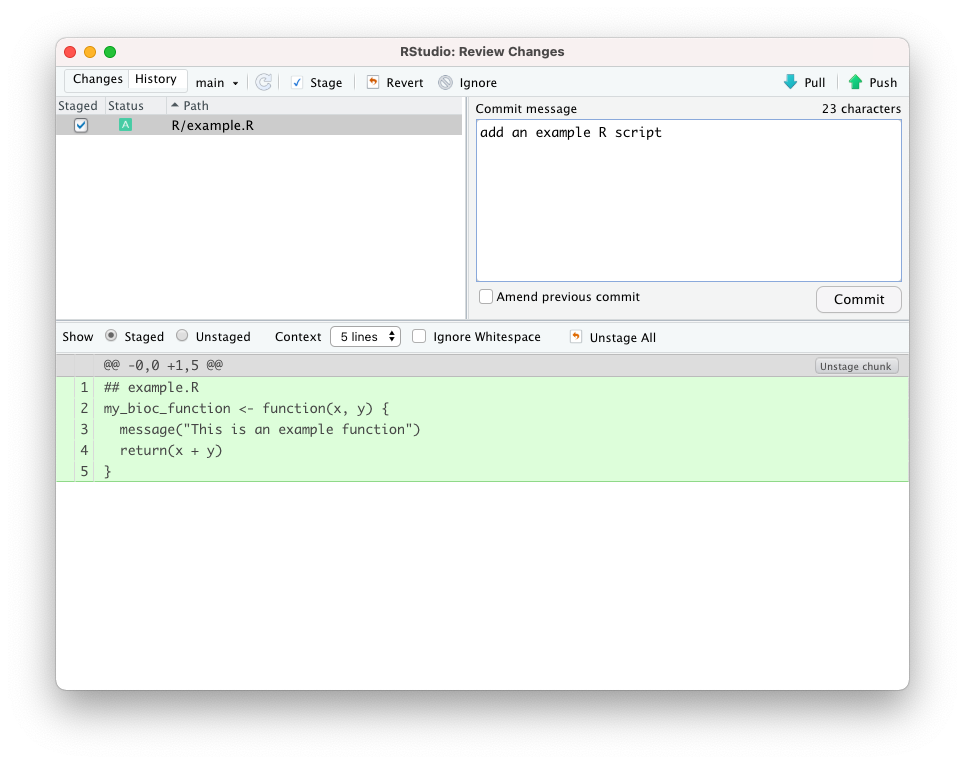 RStudio: Review Changes
Changes History main Stage Revert Ignore Pull Push
Staged Status Path
A R/example.R
Commit message 23 characters
add an example R script
Amend previous commit Commit
Show Staged Unstaged Context 5 lines Ignore Whitespace Unstage All
@@ -0,0 +1,5 @@ Unstage chunk
1 ## example.R
2 my_bioc_function <- function(x, y) {
3   message("This is an example function")
4   return(x + y)
5 }